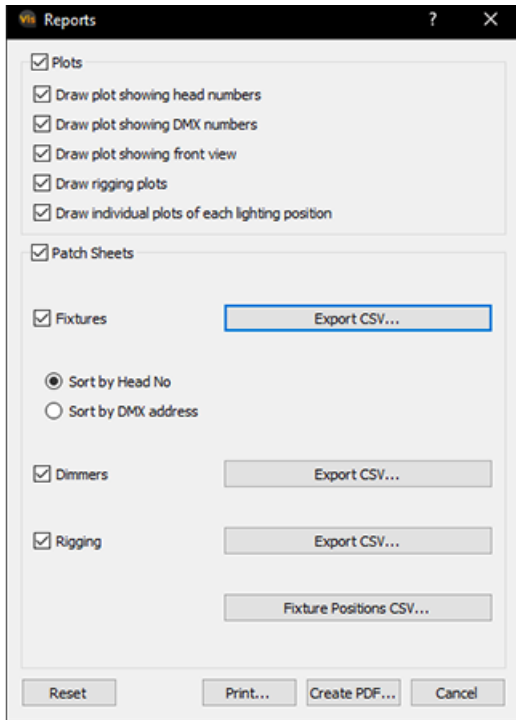 Vis Reports ? X
Plots
Draw plot showing head numbers
Draw plot showing DMX numbers
Draw plot showing front view
Draw rigging plots
Draw individual plots of each lighting position
Patch Sheets
Fixtures Export CSV...
Sort by Head No
Sort by DMX address
Dimmers Export CSV...
Rigging Export CSV...
Fixture Positions CSV...
Reset Print... Create PDF... Cancel